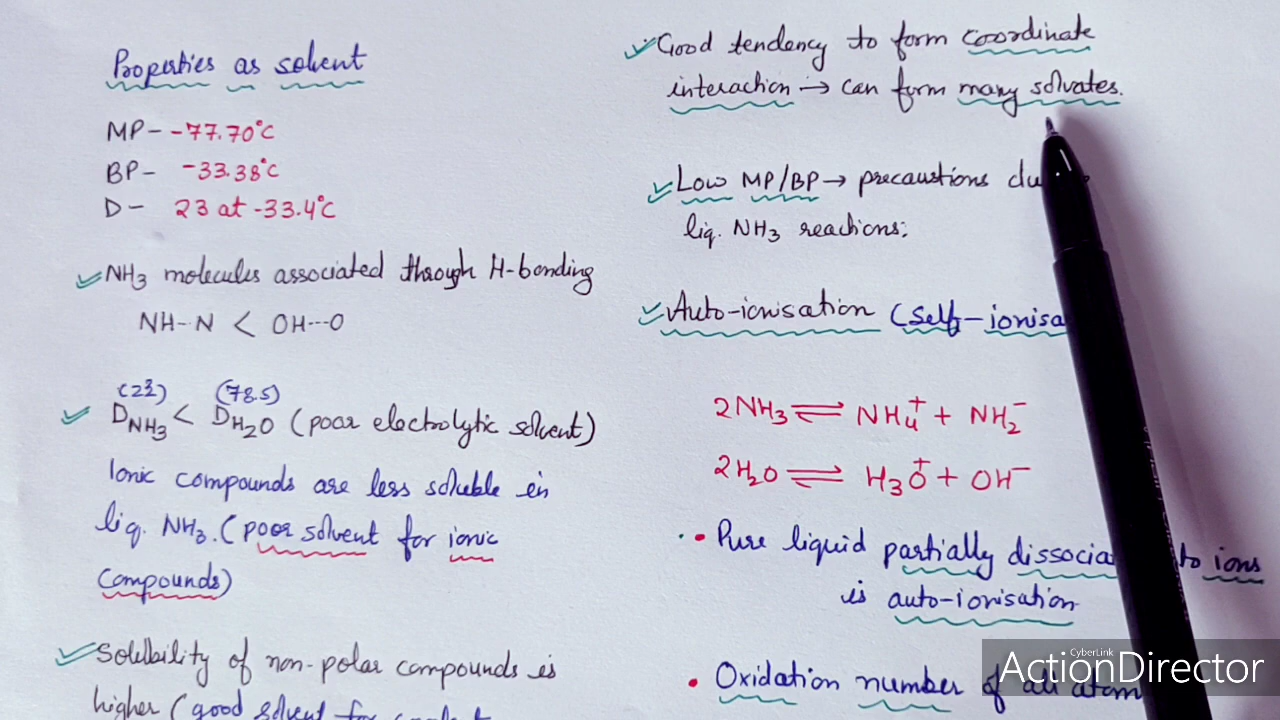 Properties as solvent
MP- -77.70°C
BP- -33.38°C
D- 23 at -33.4°C
NH3 molecules associated through H-bonding
NH--N < OH---O
(23) (78.5)
DNH3 < DH2O (poor electrolytic solvent)
Ionic compounds are less soluble in
liq. NH3. (poor solvent for ionic
compounds)
Solubility of non-polar compounds is
higher (good solvent for
Good tendency to form coordinate
interaction → can form many solvates.
Low MP/BP → precaustions
liq. NH3 reactions:
Auto-ionisation (self-ionisa
2NH3 ⇌ NH4+ + NH2-
2H2O ⇌ H3O+ + OH-
• Pure liquid partially dissocia to ions
is auto-ionisation
• Oxidation number of all atom
CyberLink
ActionDirector